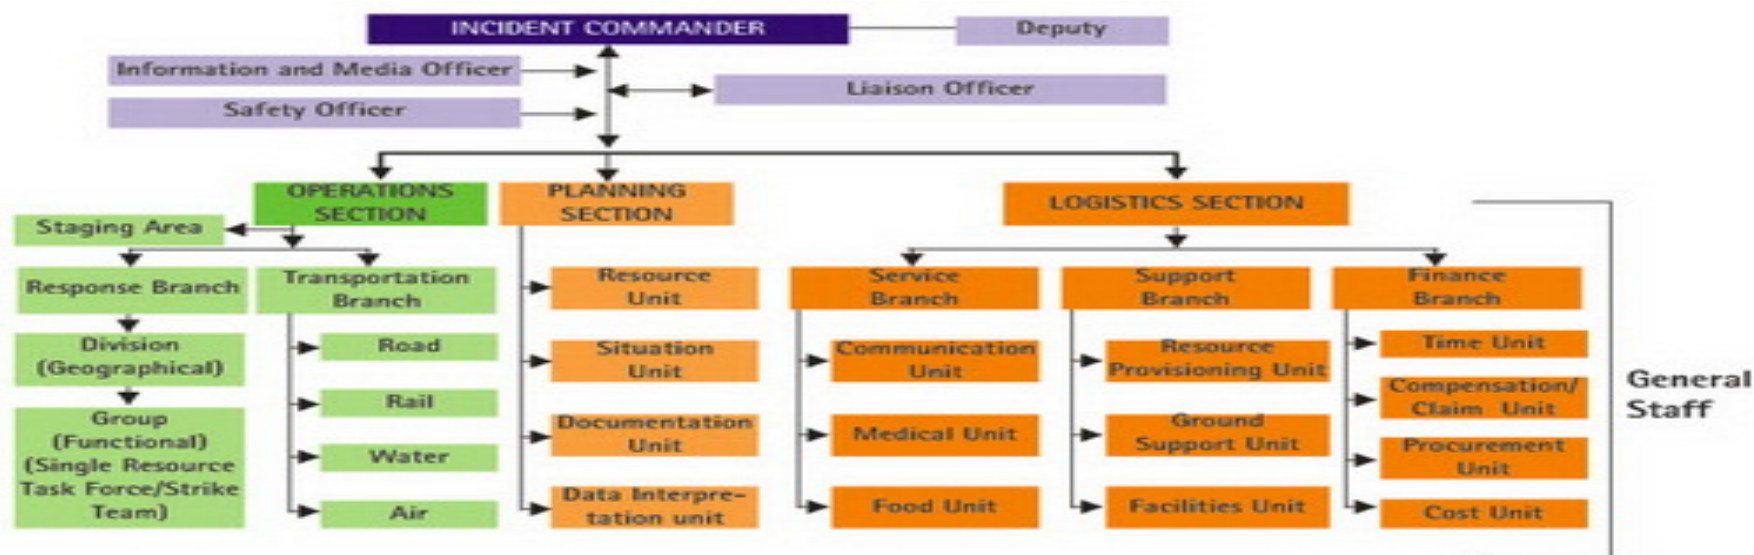 INCIDENT COMMANDER
Deputy
Information and Media Officer
Liaison Officer
Safety Officer
OPERATIONS
SECTION
PLANNING
SECTION
LOGISTICS SECTION
Staging Area
Response Branch
Transportation
Branch
Resource
Unit
Service
Branch
Support
Branch
Finance
Branch
Division
(Geographical)
Road
Situation
Unit
Communication
Unit
Resource
Provisioning Unit
Time Unit
General
Staff
Group
(Functional)
(Single Resource
Task Force/Strike
Team)
Rail
Compensation/
Claim Unit
Water
Documentation
Unit
Medical Unit
Ground
Support Unit
Procurement
Unit
Air
Data Interpre-
tation unit
Food Unit
Facilities Unit
Cost Unit